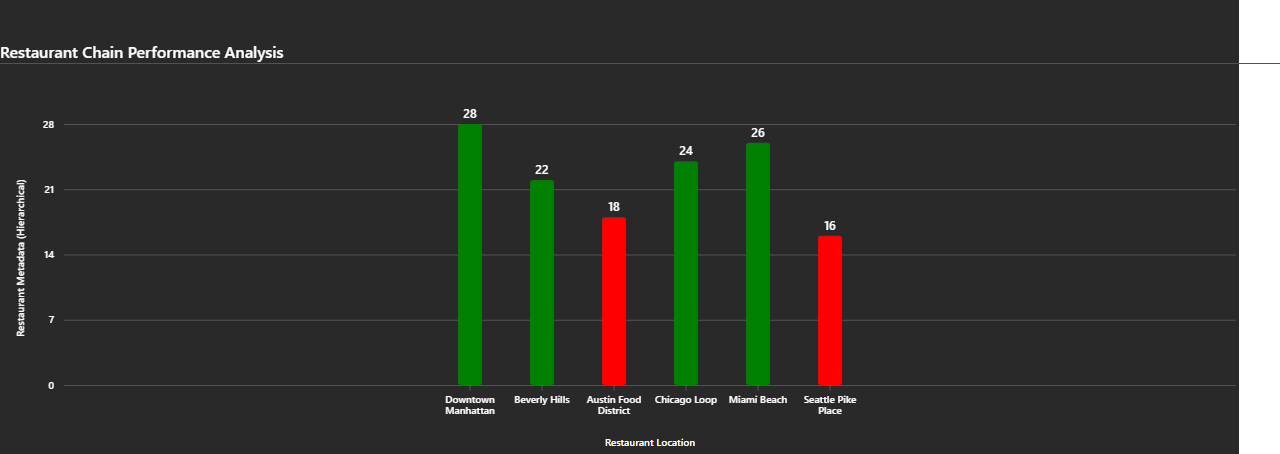 Restaurant Chain Performance Analysis
Restaurant Metadata (Hierarchical)
28
21
14
7
0
28
22
18
24
26
16
Downtown
Manhattan
Beverly Hills
Austin Food
District
Chicago Loop
Miami Beach
Seattle Pike
Place
Restaurant Location